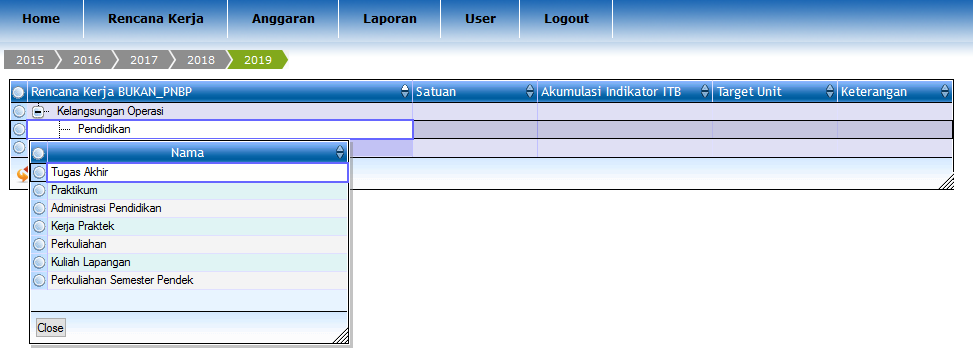 Home Rencana Kerja Anggaran Laporan User Logout
2015 2016 2017 2018 2019
Rencana Kerja BUKAN_PNBP Satuan Akumulasi Indikator ITB Target Unit Keterangan
Kelangsungan Operasi
Pendidikan
Nama
Tugas Akhir
Praktikum
Administrasi Pendidikan
Kerja Praktek
Perkuliahan
Kuliah Lapangan
Perkuliahan Semester Pendek
Close